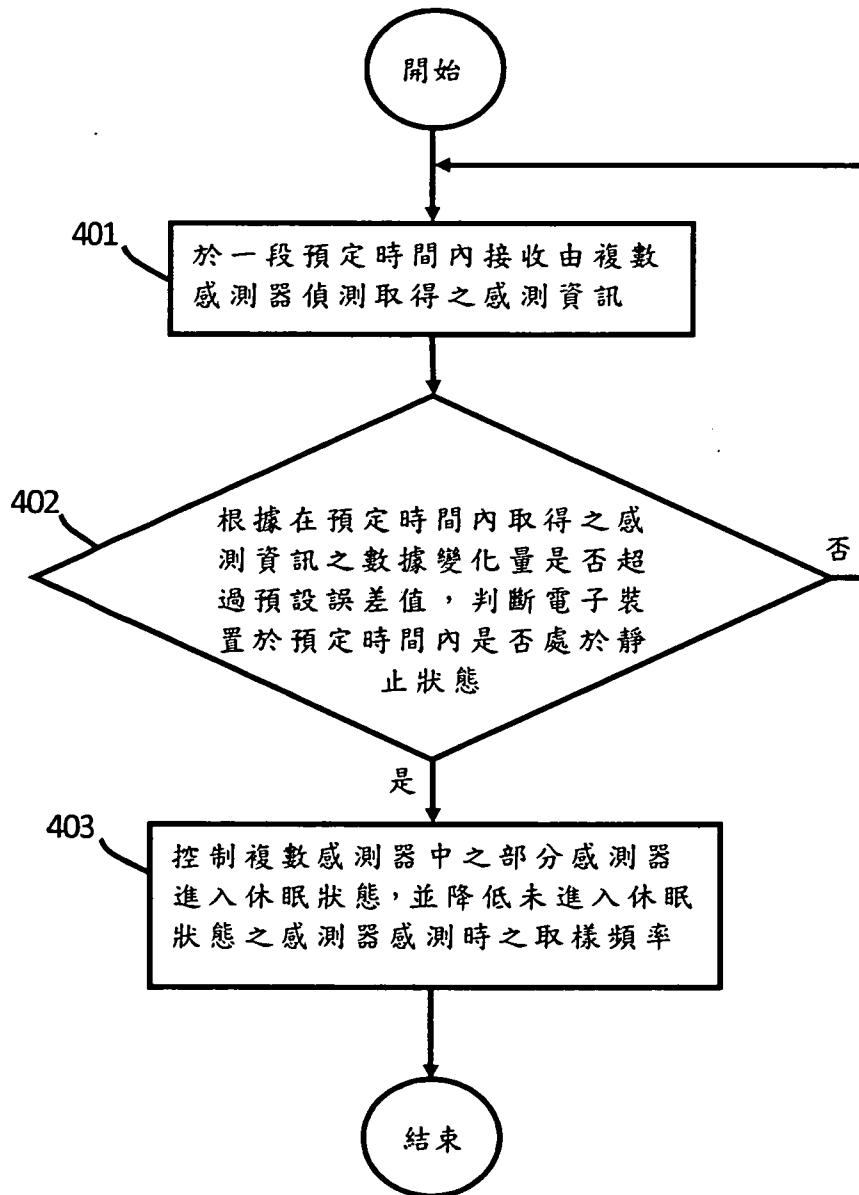 開始
401
於一段預定時間內接收由複數
感測器偵測取得之感測資訊
402
根據在預定時間內取得之感
測資訊之數據變化量是否超
過預設誤差值，判斷電子裝
置於預定時間內是否處於靜
止狀態
否
是
403
控制複數感測器中之部分感測器
進入休眠狀態，並降低未進入休眠
狀態之感測器感測時之取樣頻率
結束